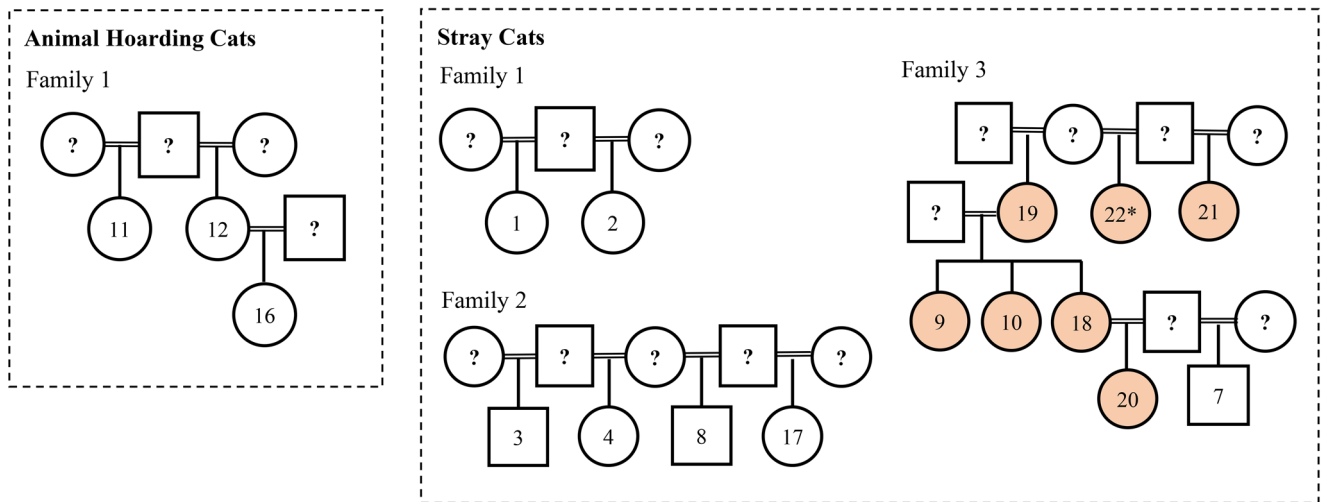 Animal Hoarding Cats
Family 1
? ? ?
11 12 ?
16
Stray Cats
Family 1
? ? ?
1 2
Family 2
? ? ? ? ?
3 4 8 17
Family 3
? ? ? ?
? 19 22* 21
9 10 18 ? ?
20 7